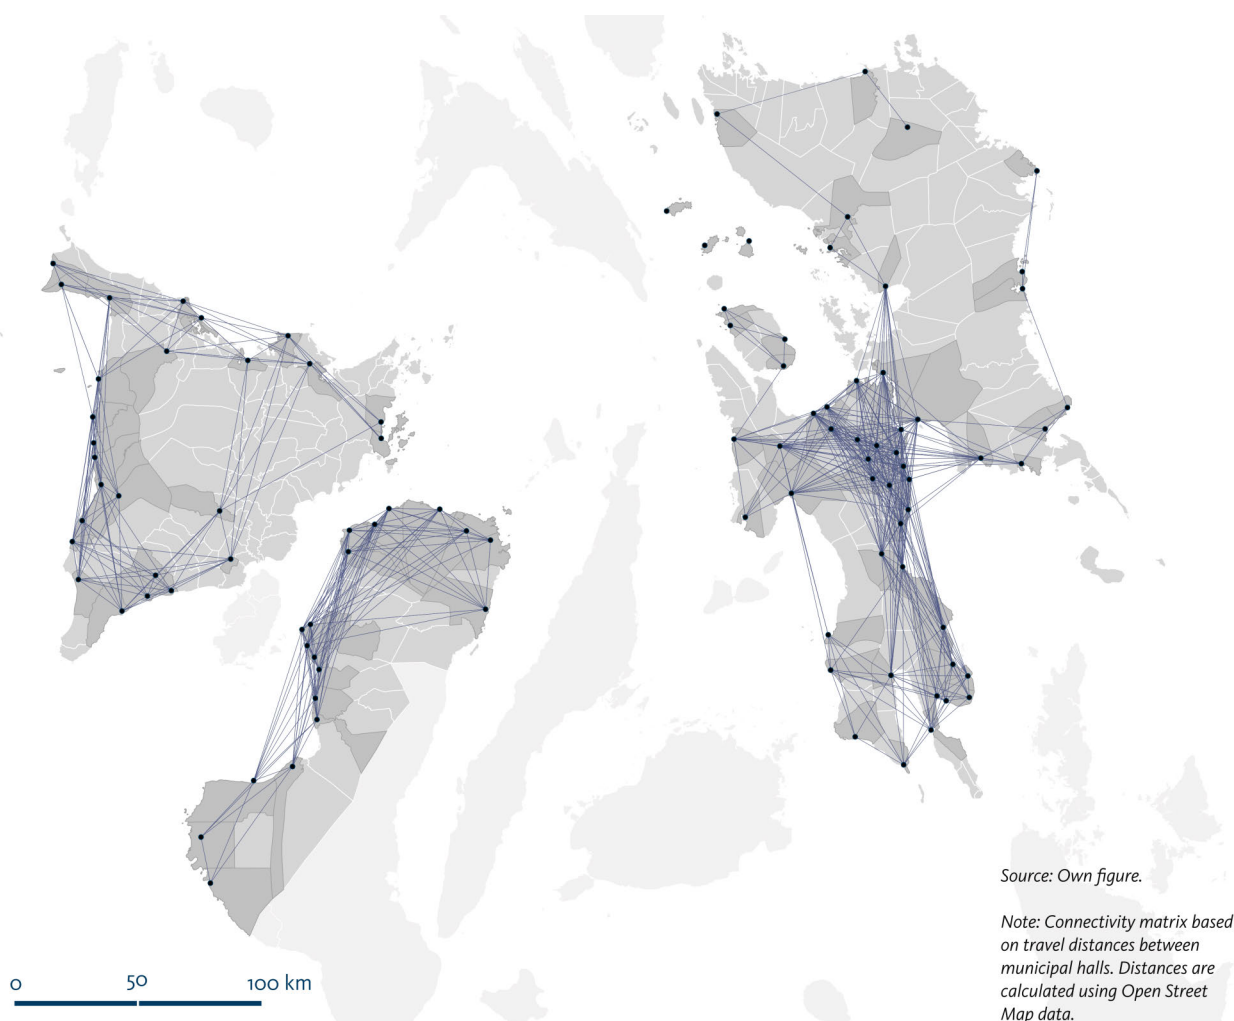 Source: Own figure.
Note: Connectivity matrix based
on travel distances between
municipal halls. Distances are
calculated using Open Street
Map data.
0 50 100 km